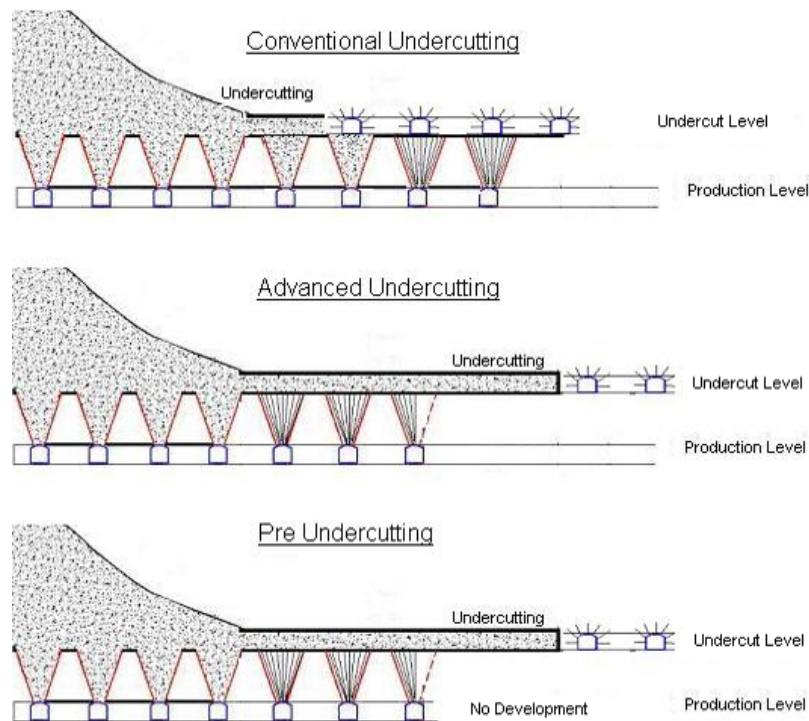 Conventional Undercutting
Undercutting
Undercut Level
Production Level
Advanced Undercutting
Undercutting
Undercut Level
Production Level
Pre Undercutting
Undercutting
Undercut Level
No Development
Production Level